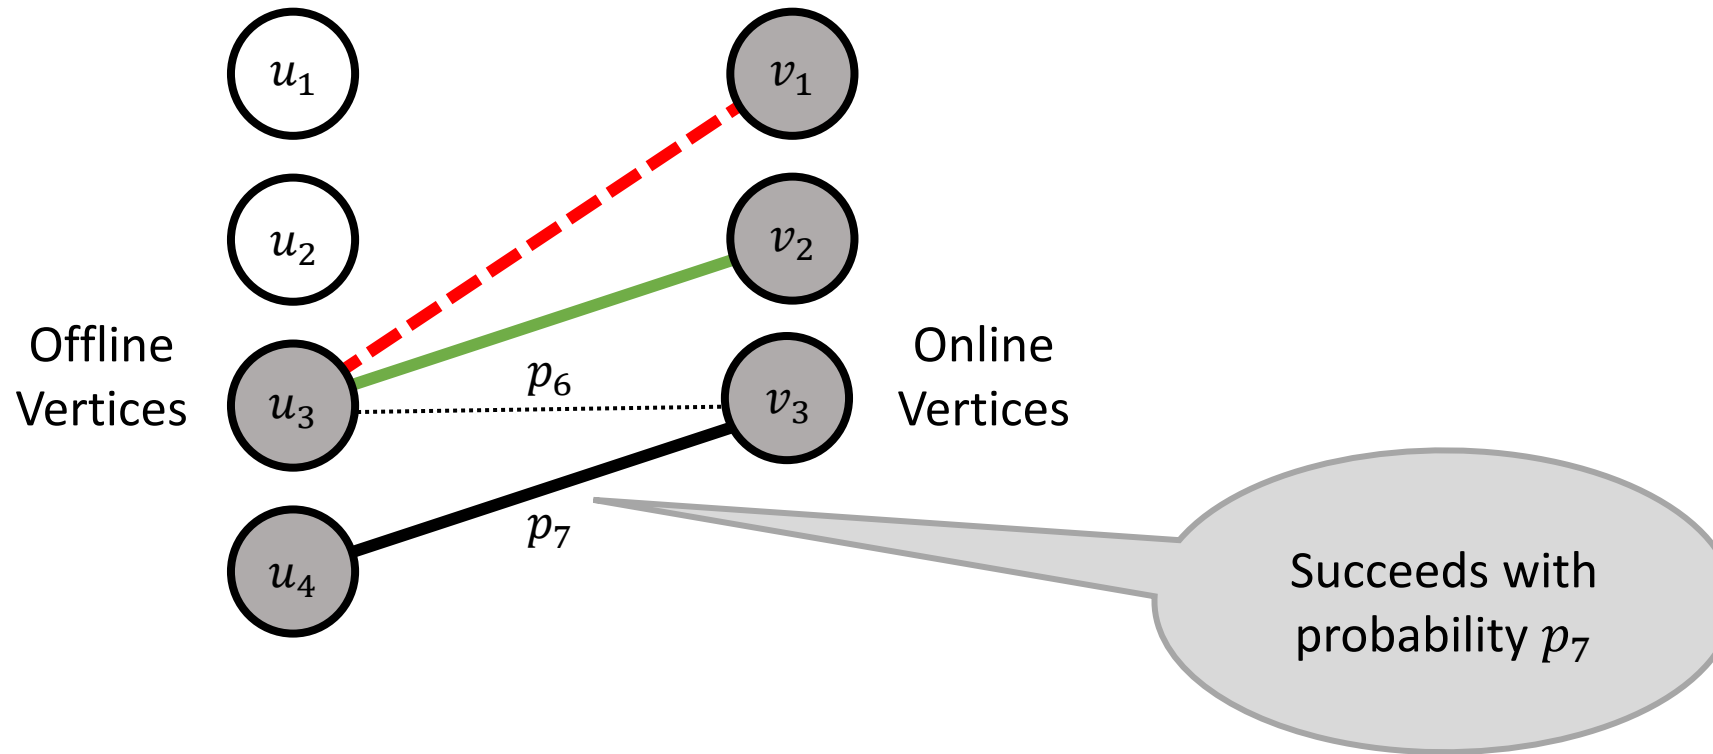 u₁
v₁
u₂
v₂
Offline
Vertices
u₃
p₆
v₃
Online
Vertices
p₇
u₄
Succeeds with
probability p₇